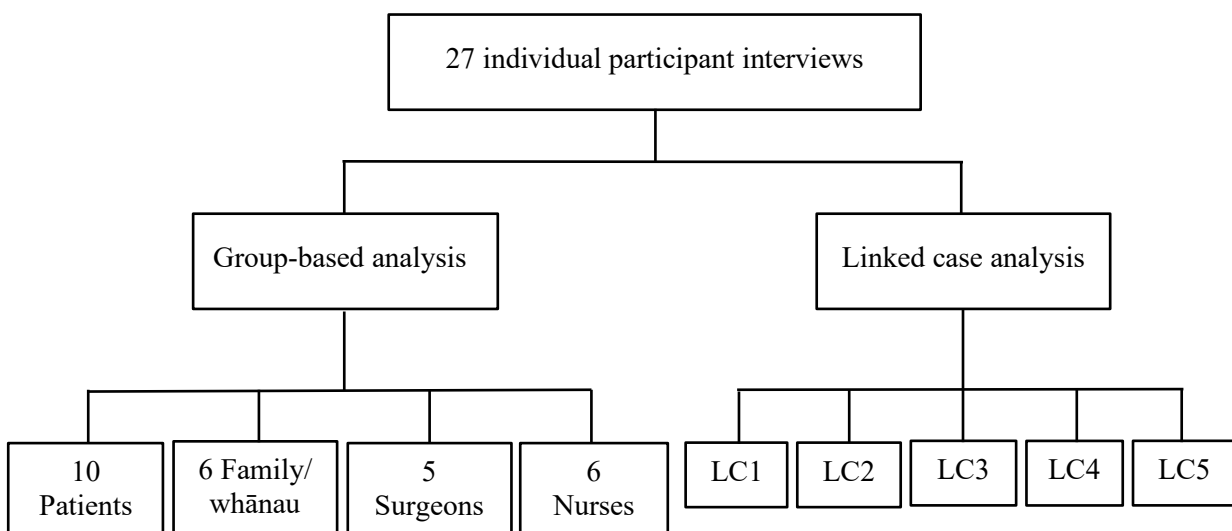 27 individual participant interviews
Group-based analysis
Linked case analysis
10
Patients
6 Family/
whānau
5
Surgeons
6
Nurses
LC1
LC2
LC3
LC4
LC5